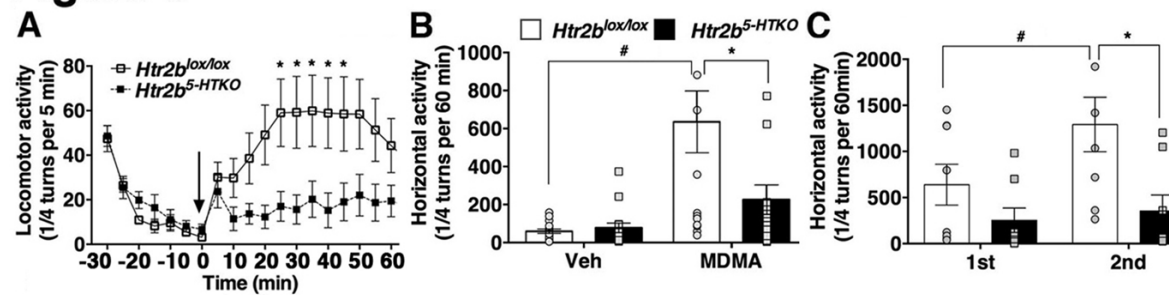 A
Locomotor activity
(1/4 turns per 5 min)
80
60
40
20
0
Htr2b lox/lox
Htr2b 5-HTKO
* * * * *
-30 -20 -10 0 10 20 30 40 50 60
Time (min)
B
Htr2b lox/lox
Htr2b 5-HTKO
Horizontal activity
(1/4 turns per 60 min)
1000
800
600
400
200
0
#
*
Veh
MDMA
C
Horizontal activity
(1/4 turns per 60min)
2000
1500
1000
500
0
#
*
1st
2nd